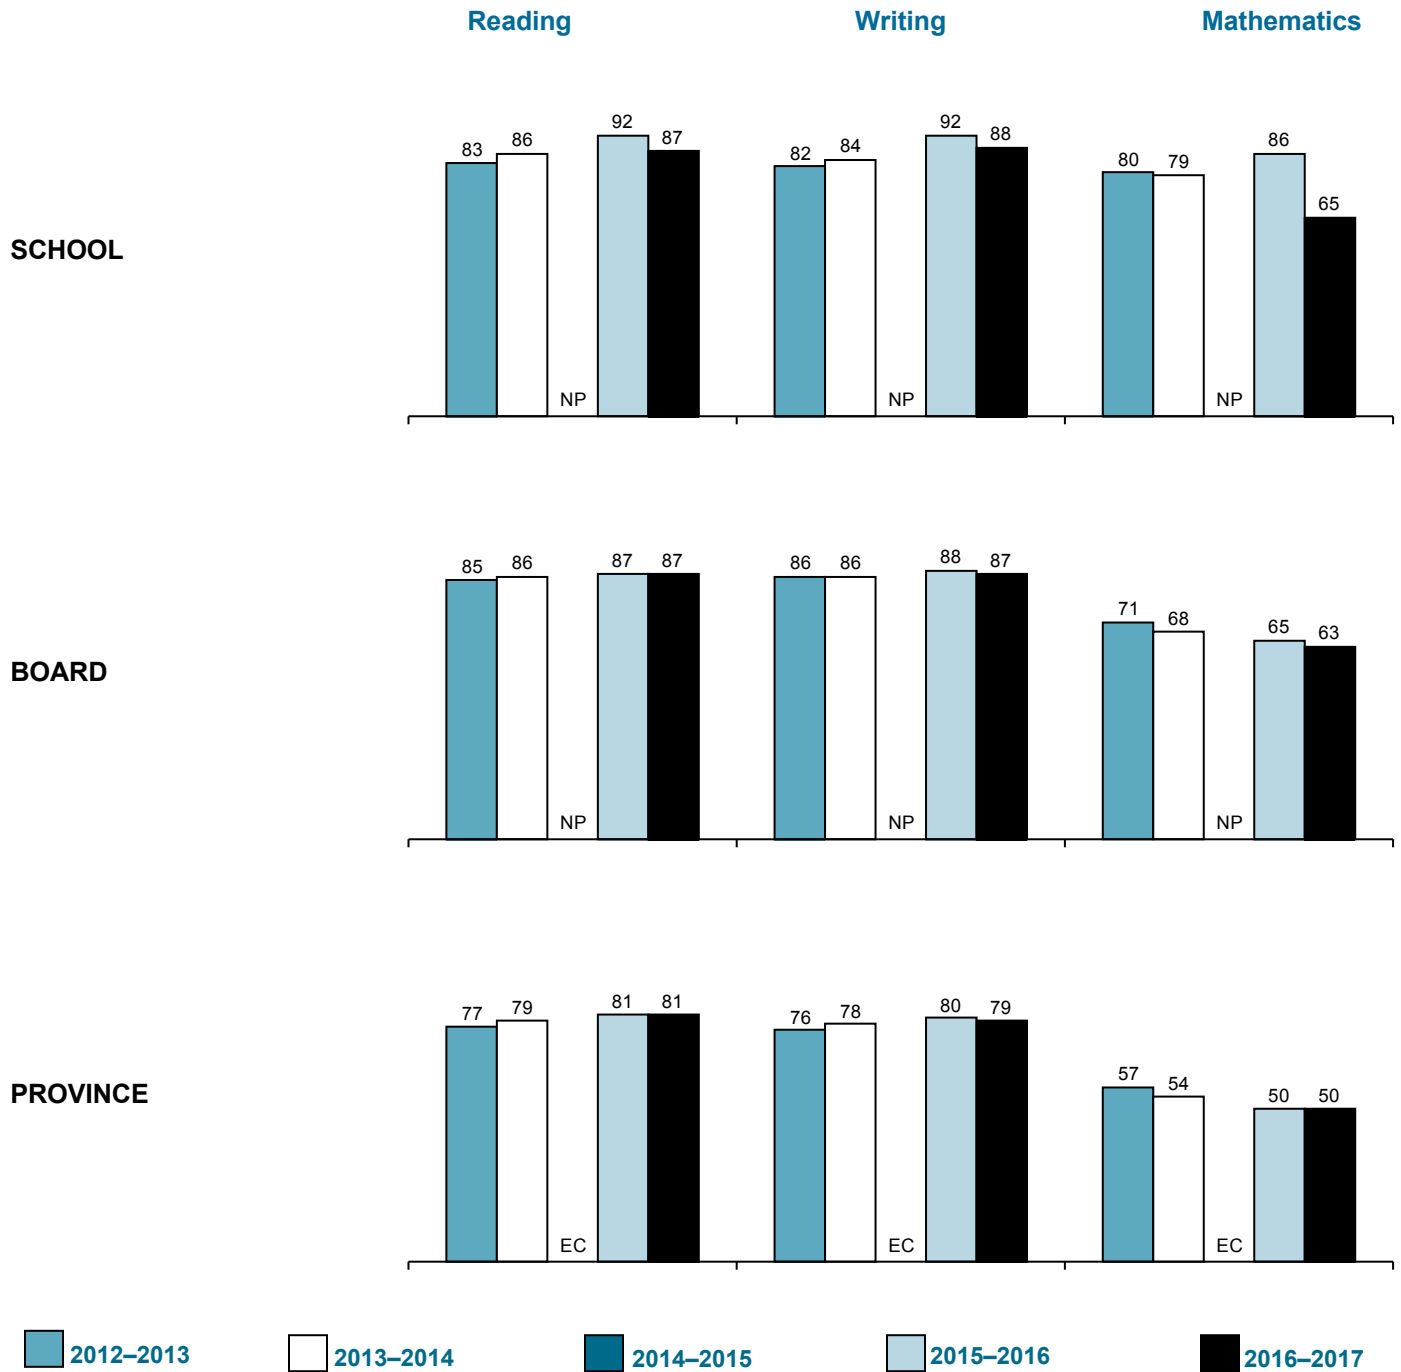 Reading Writing Mathematics
83 86 NP 92 87 82 84 NP 92 88 80 79 NP 86 65
SCHOOL
85 86 NP 87 87 86 86 NP 88 87 71 68 NP 65 63
BOARD
77 79 EC 81 81 76 78 EC 80 79 57 54 EC 50 50
PROVINCE
2012–2013 2013–2014 2014–2015 2015–2016 2016–2017